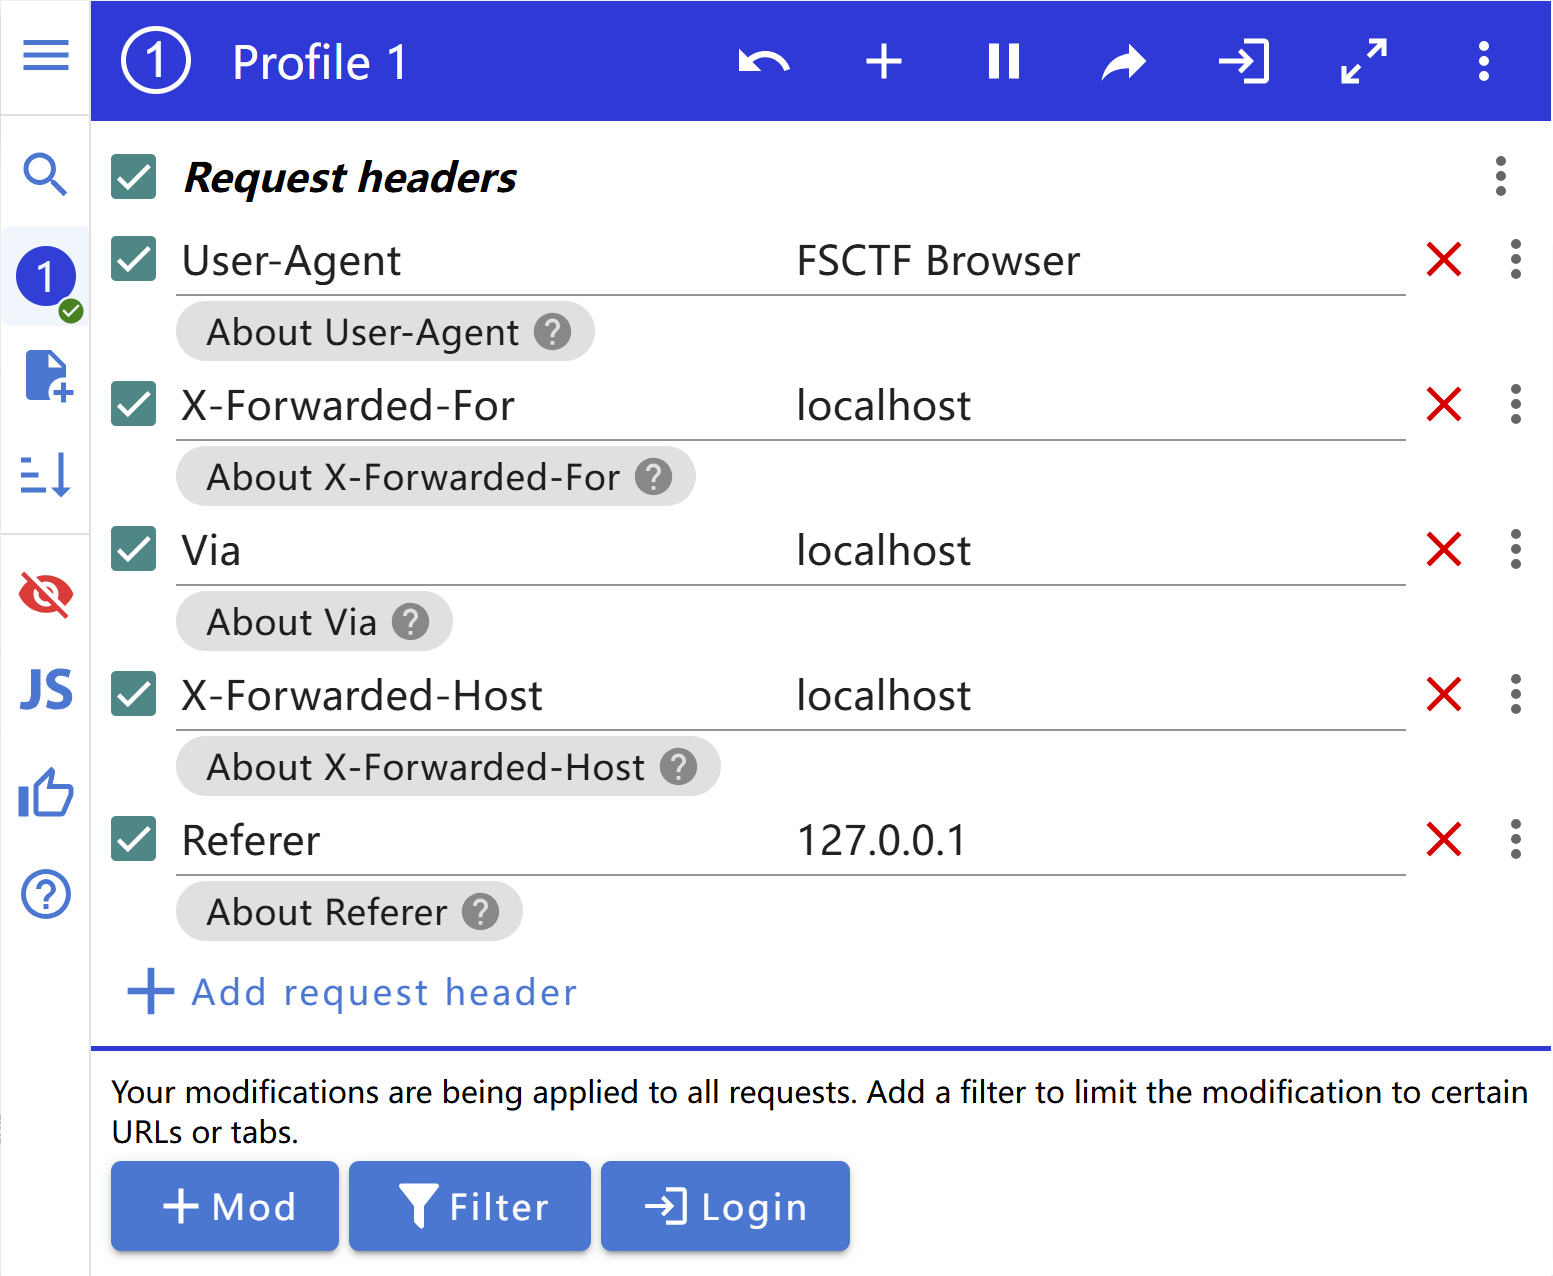 1 Profile 1
Request headers
1
User-Agent FSCTF Browser
About User-Agent ?
X-Forwarded-For localhost
About X-Forwarded-For ?
Via localhost
About Via ?
X-Forwarded-Host localhost
JS
About X-Forwarded-Host ?
Referer 127.0.0.1
About Referer ?
?
Add request header
Your modifications are being applied to all requests. Add a filter to limit the modification to certain
URLs or tabs.
Mod Filter Login